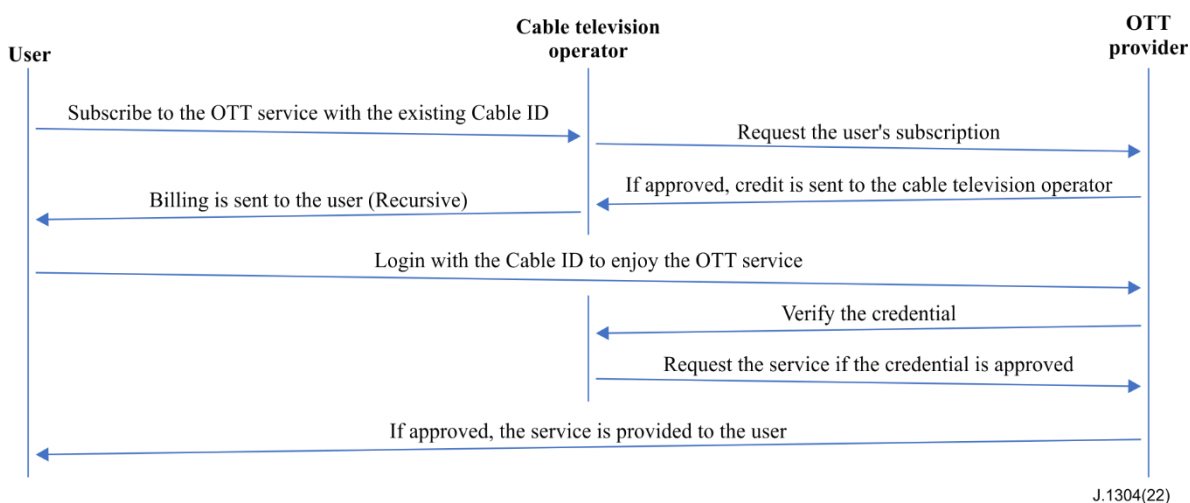 User
Cable television
operator
OTT
provider
Subscribe to the OTT service with the existing Cable ID
Request the user's subscription
If approved, credit is sent to the cable television operator
Billing is sent to the user (Recursive)
Login with the Cable ID to enjoy the OTT service
Verify the credential
Request the service if the credential is approved
If approved, the service is provided to the user
J.1304(22)